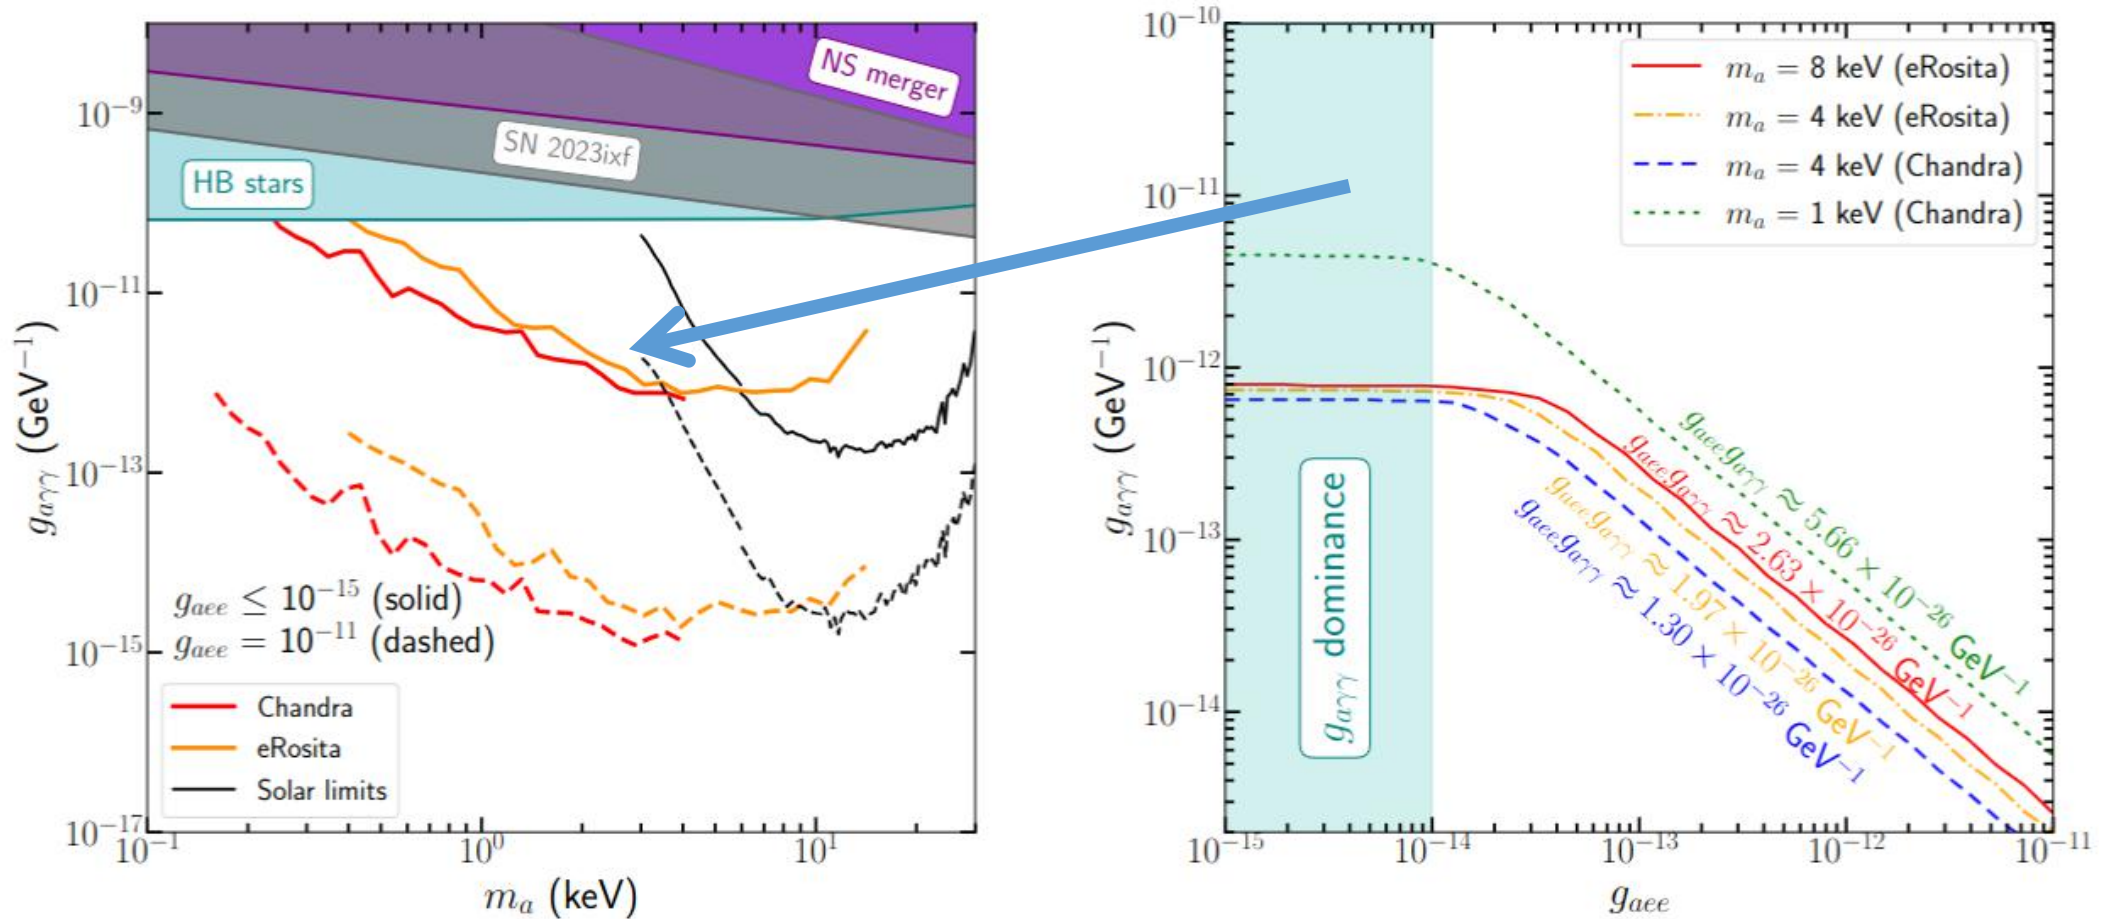 NS merger
SN 2023ixf
HB stars
10⁻⁹
10⁻¹¹
10⁻¹³
10⁻¹⁵
10⁻¹⁷
g_{aγγ} (GeV⁻¹)
g_{aee} ≤ 10⁻¹⁵ (solid)
g_{aee} = 10⁻¹¹ (dashed)
Chandra
eRosita
Solar limits
10⁻¹ 10⁰ 10¹
m_a (keV)
10⁻¹⁰
10⁻¹¹
10⁻¹²
10⁻¹³
10⁻¹⁴
g_{aγγ} (GeV⁻¹)
m_a = 8 keV (eRosita)
m_a = 4 keV (eRosita)
m_a = 4 keV (Chandra)
m_a = 1 keV (Chandra)
g_{aγγ} dominance
g_{aee}g_{aγγ} ≈ 5.66 × 10⁻²⁶ GeV⁻¹
g_{aee}g_{aγγ} ≈ 2.63 × 10⁻²⁶ GeV⁻¹
g_{aee}g_{aγγ} ≈ 1.97 × 10⁻²⁶ GeV⁻¹
g_{aee}g_{aγγ} ≈ 1.30 × 10⁻²⁶ GeV⁻¹
10⁻¹⁵ 10⁻¹⁴ 10⁻¹³ 10⁻¹² 10⁻¹¹
g_{aee}